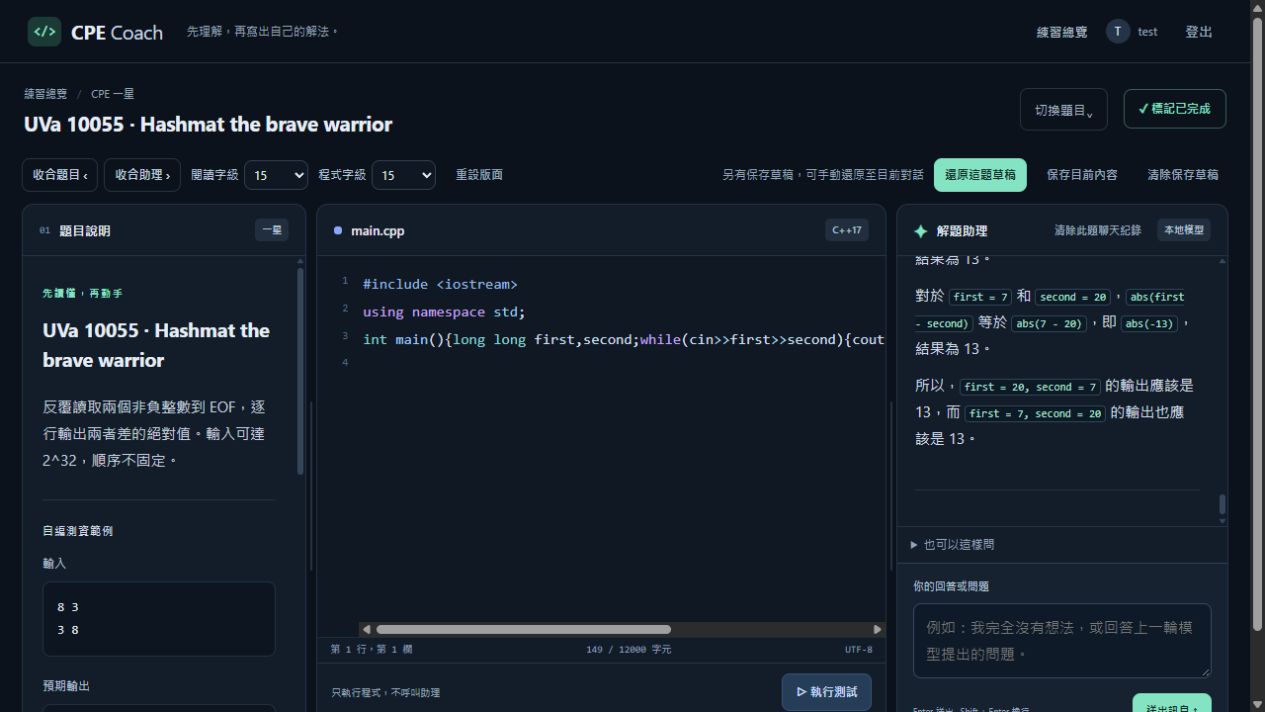 </> CPE Coach 先理解，再寫出自己的解法。 練習總覽 T test 登出
練習總覽 / CPE 一星
UVa 10055 · Hashmat the brave warrior
切換題目⌄ ✓ 標記已完成
收合題目 ‹ 收合助理 › 閱讀字級 15 程式字級 15 重設版面
另有保存草稿，可手動還原至目前對話 還原這題草稿 保存目前內容 清除保存草稿
01 題目說明 一星
先讀懂，再動手
UVa 10055 · Hashmat the
brave warrior
反覆讀取兩個非負整數到 EOF，逐
行輸出兩者差的絕對值。輸入可達
2^32，順序不固定。
自編測資範例
輸入
8 3
3 8
預期輸出
main.cpp C++17
1 #include <iostream>
2 using namespace std;
3 int main(){long long first,second;while(cin>>first>>second){cout
4
第 1 行，第 1 欄 149 / 12000 字元 UTF-8
只執行程式，不呼叫助理 ▷ 執行測試
解題助理 清除此題聊天紀錄 本地模型
結果為 13。
對於 first = 7 和 second = 20，abs(first
- second) 等於 abs(7 - 20)，即 abs(-13)，
結果為 13。
所以，first = 20, second = 7 的輸出應該是
13，而 first = 7, second = 20 的輸出也應
該是 13。
▶ 也可以這樣問
你的回答或問題
例如：我完全沒有想法，或回答上一輪模
型提出的問題。
Enter 送出，Shift + Enter 換行
送出訊息 ↑